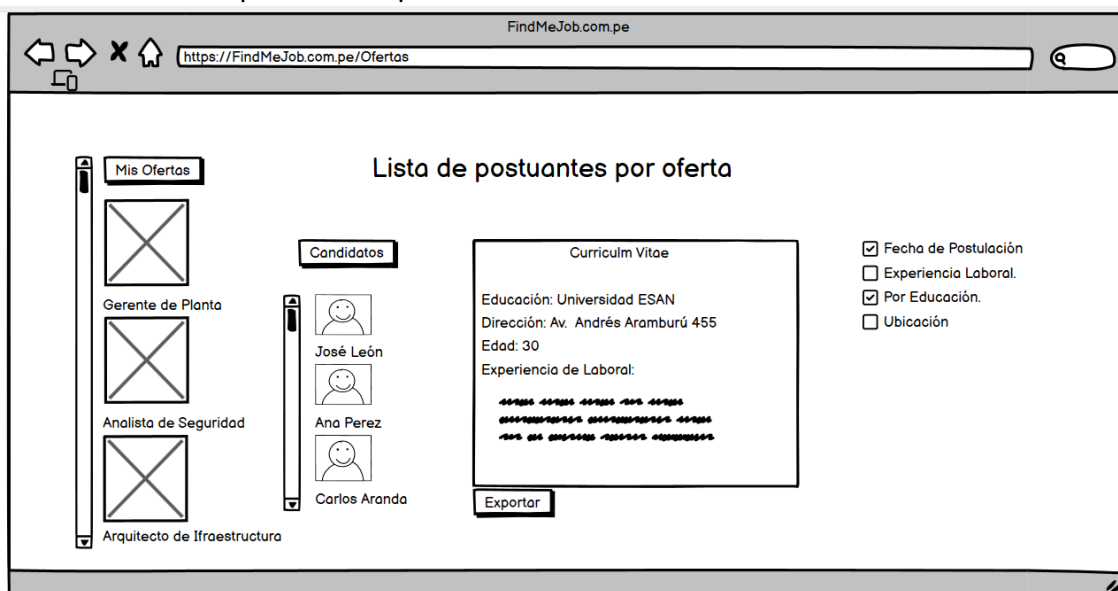 FindMeJob.com.pe
https://FindMeJob.com.pe/Ofertas
Lista de postuantes por oferta
Mis Ofertas
Gerente de Planta
Analista de Seguridad
Arquitecto de Ifraestructura
Candidatos
José León
Ana Perez
Carlos Aranda
Curriculm Vitae
Educación: Universidad ESAN
Dirección: Av. Andrés Aramburú 455
Edad: 30
Experiencia de Laboral:
Exportar
Fecha de Postulación
Experiencia Laboral.
Por Educación.
Ubicación